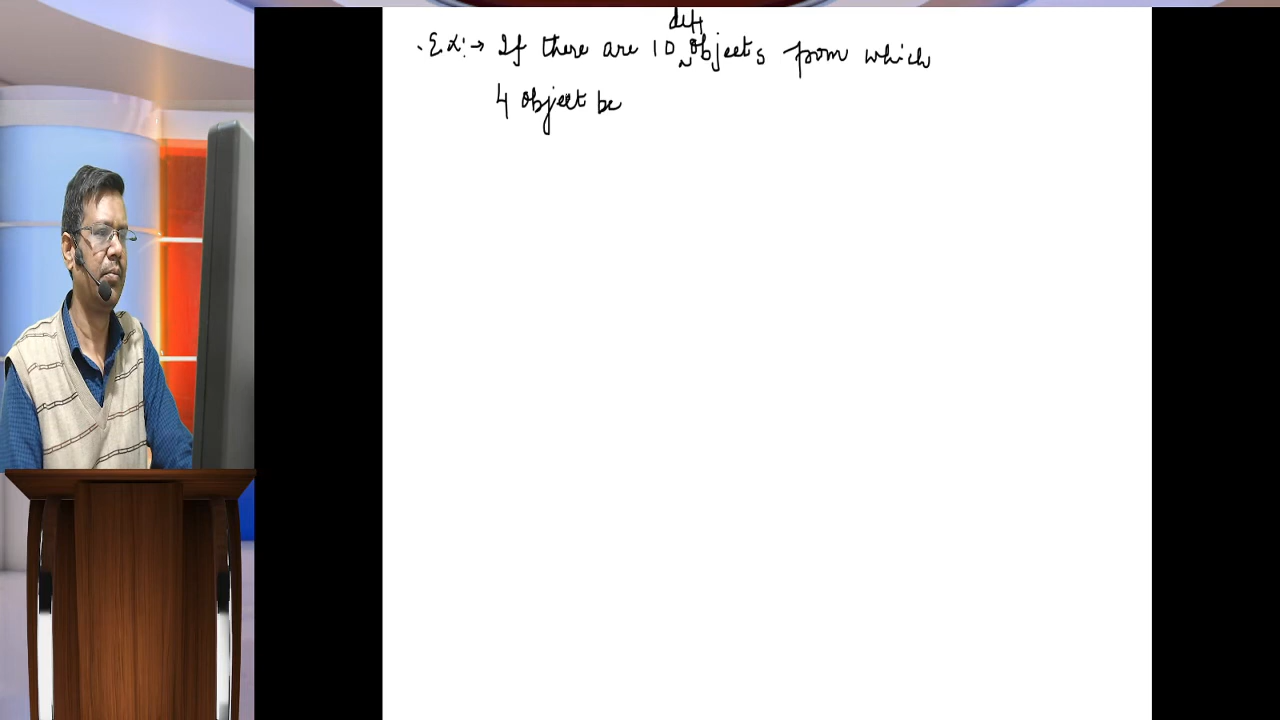 Ex:→ If there are 10 diff objects from which
4 object be